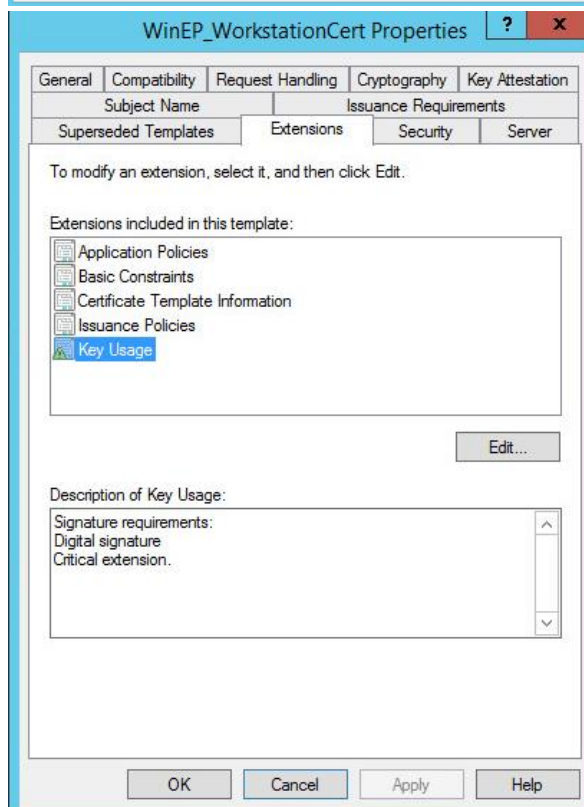 WinEP_WorkstationCert Properties
? x
General Compatibility Request Handling Cryptography Key Attestation
Subject Name Issuance Requirements
Superseded Templates Extensions Security Server
To modify an extension, select it, and then click Edit.
Extensions included in this template:
Application Policies
Basic Constraints
Certificate Template Information
Issuance Policies
Key Usage
Edit...
Description of Key Usage:
Signature requirements:
Digital signature
Critical extension.
OK Cancel Apply Help